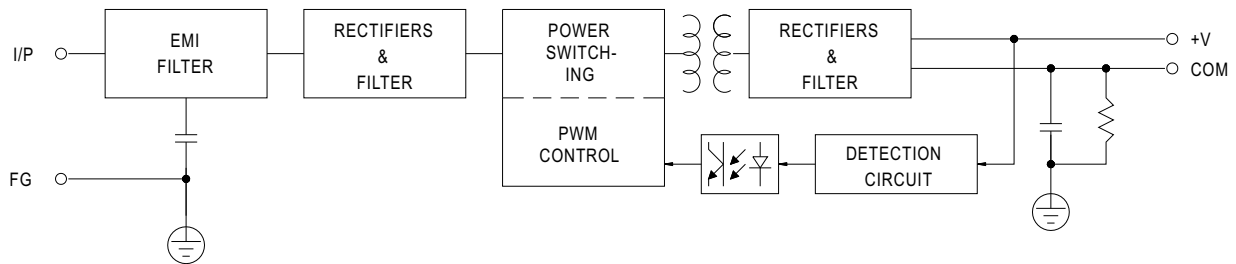 I/P
EMI
FILTER
RECTIFIERS
&
FILTER
POWER
SWITCH-
ING
RECTIFIERS
&
FILTER
+V
COM
PWM
CONTROL
DETECTION
CIRCUIT
FG